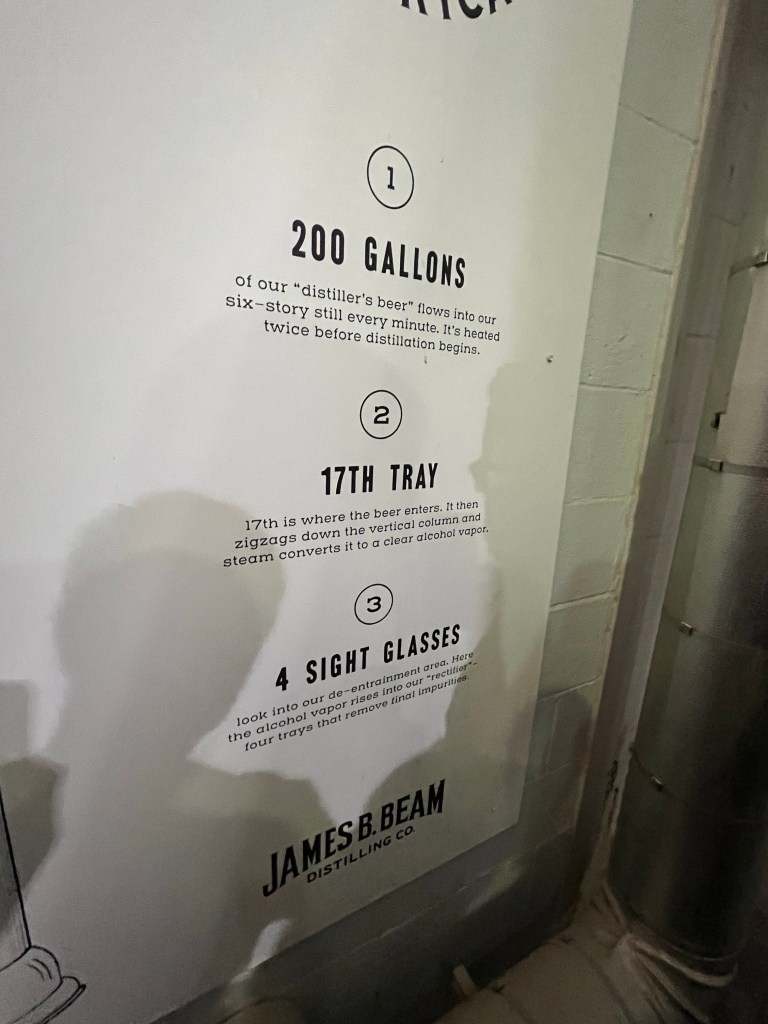 1
200 GALLONS
of our “distiller’s beer” flows into our
six-story still every minute. It’s heated
twice before distillation begins.
2
17TH TRAY
17th is where the beer enters. It then
zigzags down the vertical column and
steam converts it to a clear alcohol vapor.
3
4 SIGHT GLASSES
look into our de-entrainment area. Here
the alcohol vapor rises into our “rectifier”-
four trays that remove final impurities.
JAMES B. BEAM
DISTILLING CO.